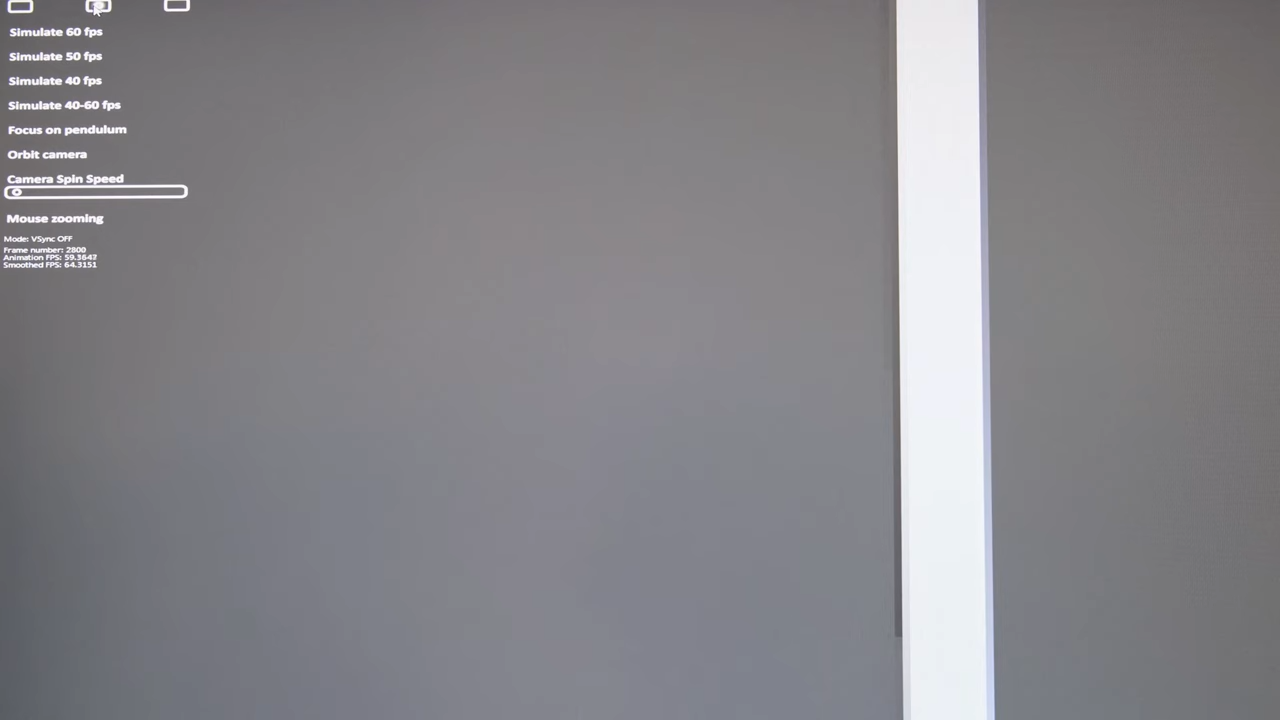 Simulate 60 fps
Simulate 50 fps
Simulate 40 fps
Simulate 40-60 fps
Focus on pendulum
Orbit camera
Camera Spin Speed
Mouse zooming
Mode: VSync OFF
Frame number: 2800
Animation FPS: 59.3647
Smoothed FPS: 64.3151